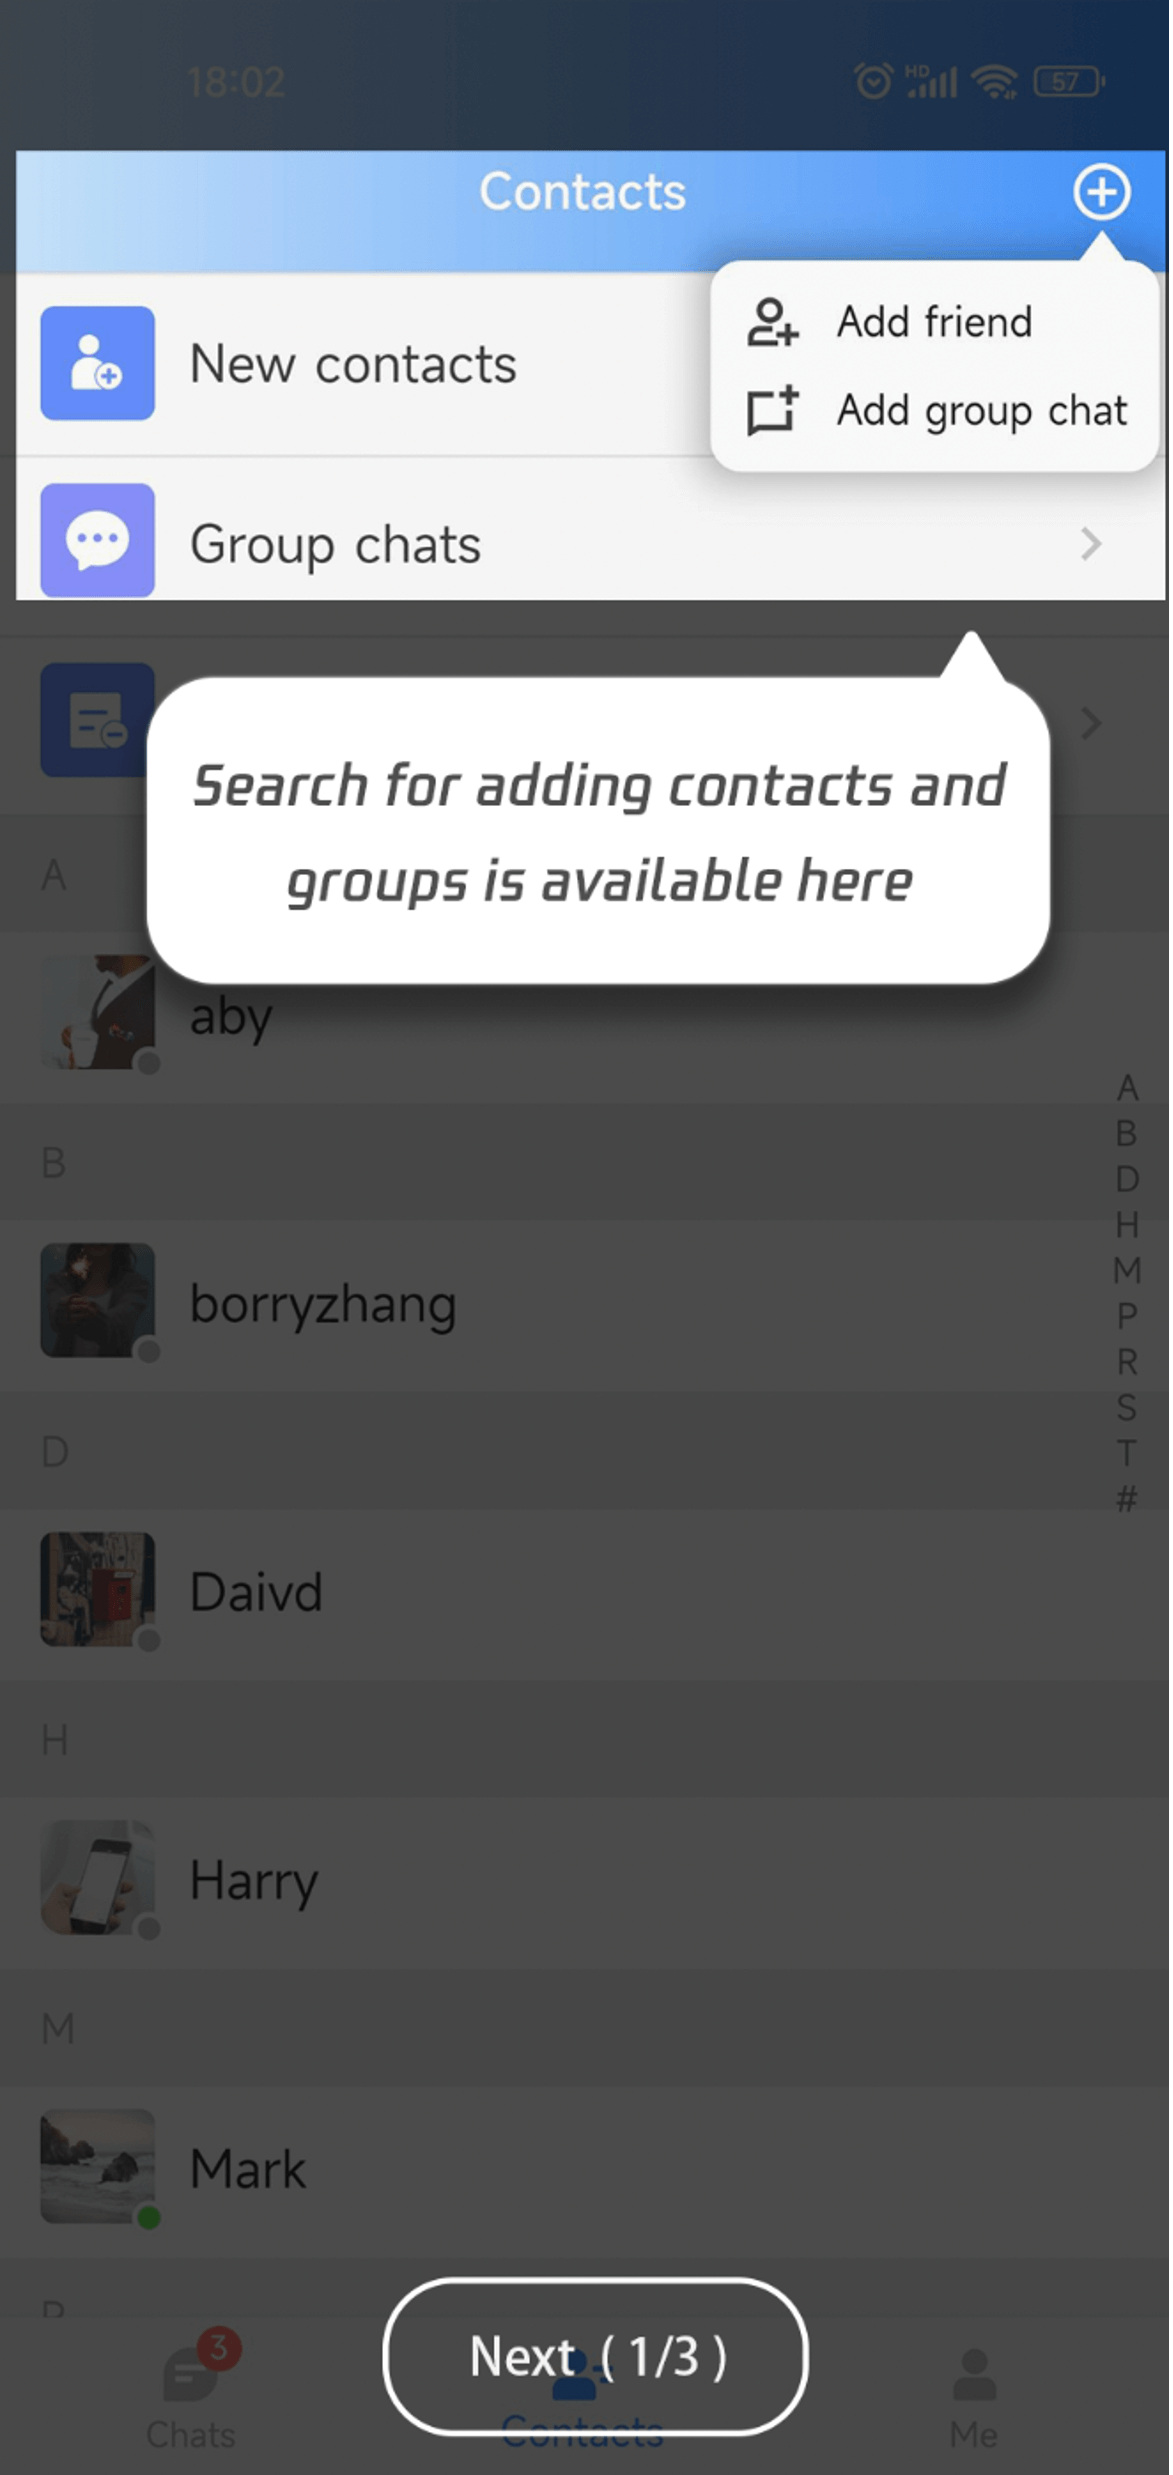 18:02
HD
57
Contacts
Add friend
New contacts
Add group chat
Group chats
Search for adding contacts and
groups is available here
A
aby
A
B
B
D
H
M
P
R
S
T
#
borryzhang
D
Daivd
H
Harry
M
Mark
3
Next ( 1/3 )
Chats
Contacts
Me